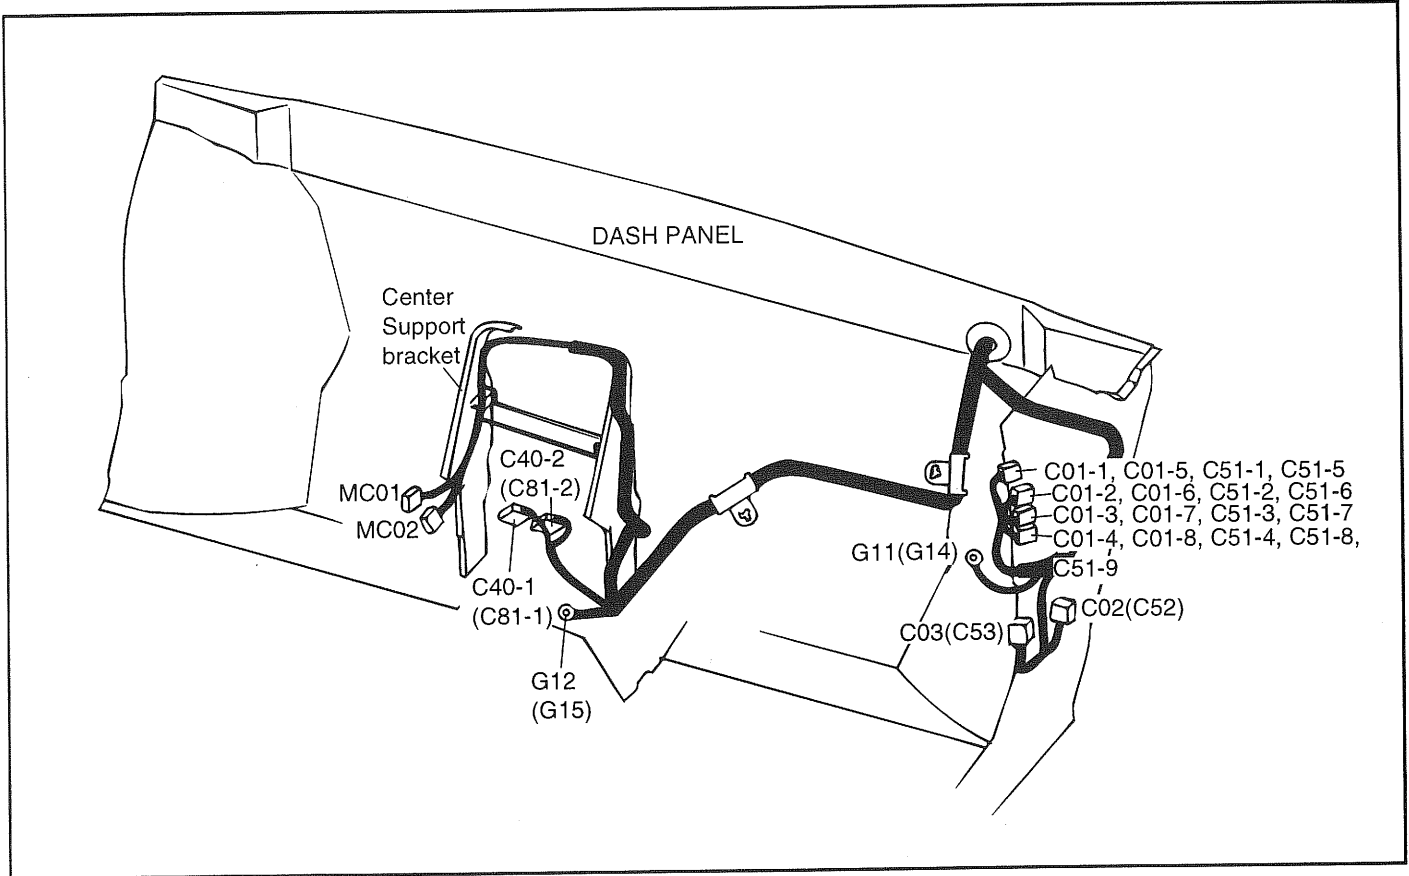 DASH PANEL
Center
Support
bracket
C40-2
(C81-2)
MC01
MC02
C40-1
(C81-1)
G12
(G15)
C01-1, C01-5, C51-1, C51-5
C01-2, C01-6, C51-2, C51-6
C01-3, C01-7, C51-3, C51-7
C01-4, C01-8, C51-4, C51-8,
C51-9
G11(G14)
C02(C52)
C03(C53)